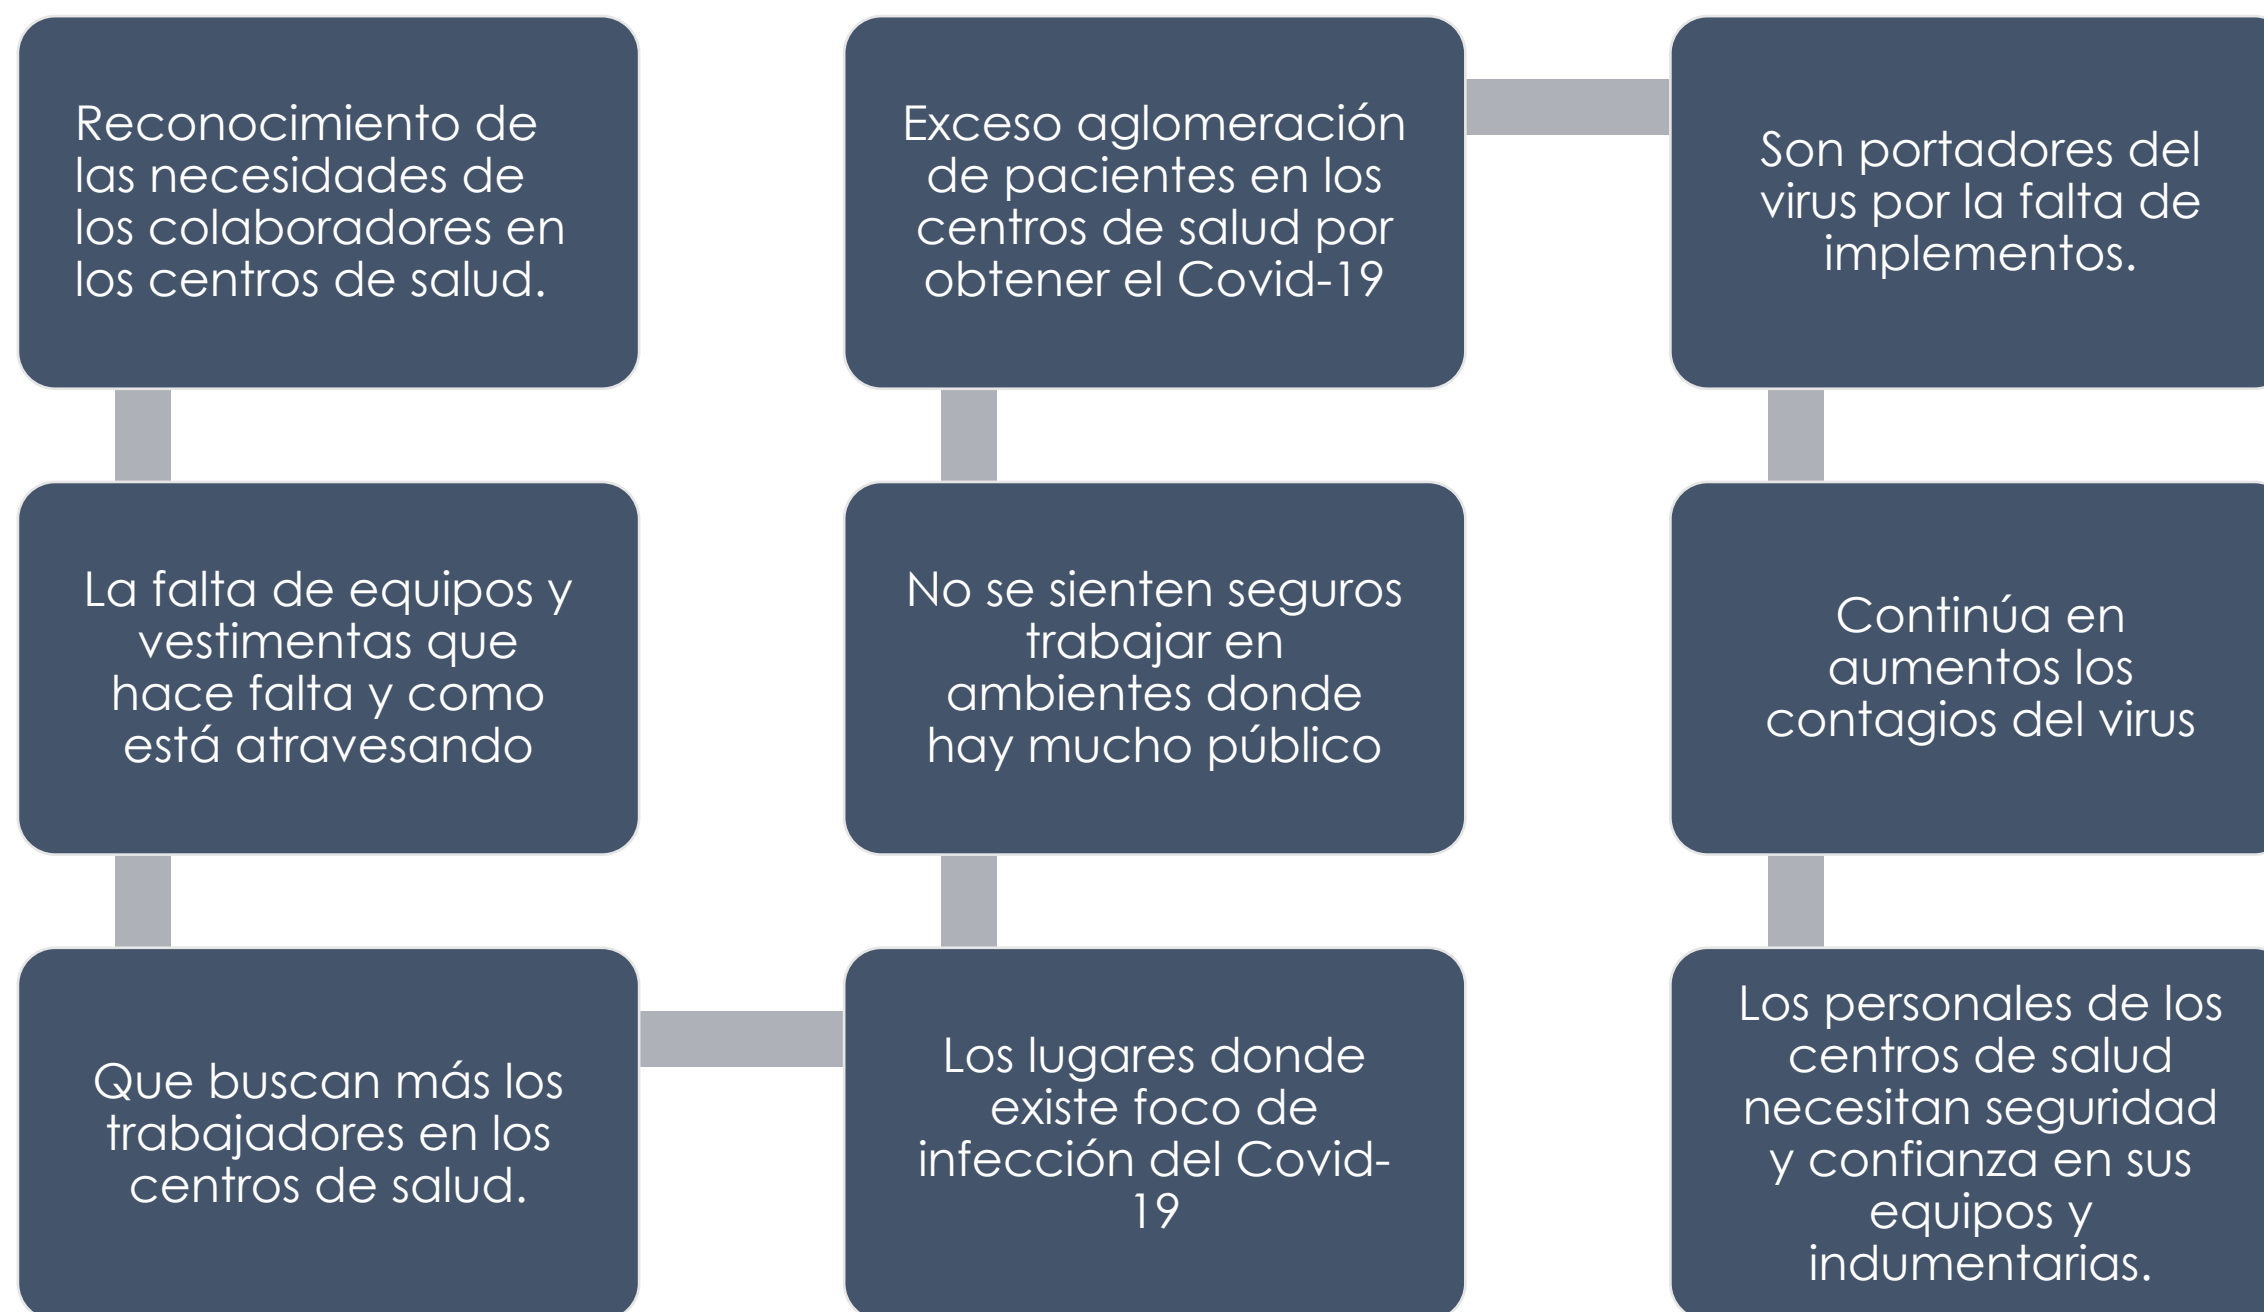 Reconocimiento de
las necesidades de
los colaboradores en
los centros de salud.
La falta de equipos y
vestimentas que
hace falta y como
está atravesando
Que buscan más los
trabajadores en los
centros de salud.
Los lugares donde
existe foco de
infección del Covid-
19
No se sienten seguros
trabajar en
ambientes donde
hay mucho público
Exceso aglomeración
de pacientes en los
centros de salud por
obtener el Covid-19
Son portadores del
virus por la falta de
implementos.
Continúa en
aumentos los
contagios del virus
Los personales de los
centros de salud
necesitan seguridad
y confianza en sus
equipos y
indumentarias.